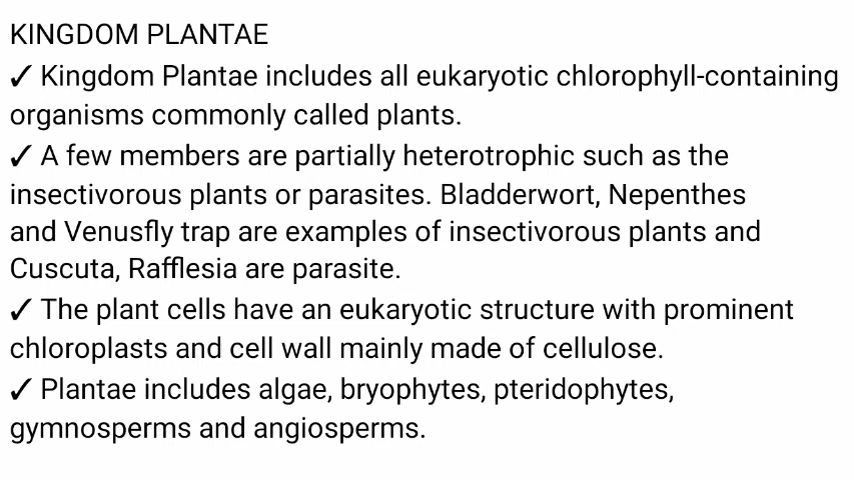 KINGDOM PLANTAE
✓ Kingdom Plantae includes all eukaryotic chlorophyll-containing
organisms commonly called plants.
✓ A few members are partially heterotrophic such as the
insectivorous plants or parasites. Bladderwort, Nepenthes
and Venusfly trap are examples of insectivorous plants and
Cuscuta, Rafflesia are parasite.
✓ The plant cells have an eukaryotic structure with prominent
chloroplasts and cell wall mainly made of cellulose.
✓ Plantae includes algae, bryophytes, pteridophytes,
gymnosperms and angiosperms.